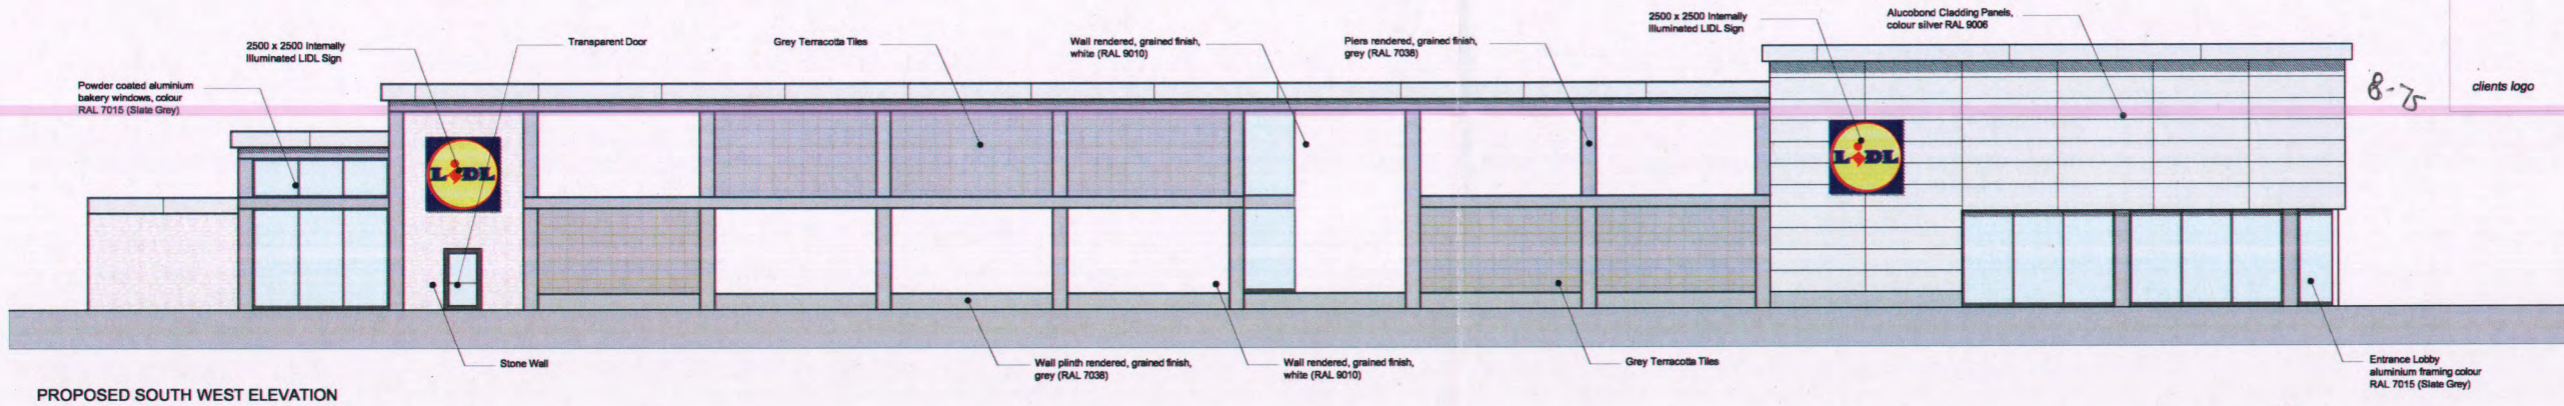 2500 x 2500 Internally
Illuminated LIDL Sign
Transparent Door
Grey Terracotta Tiles
Wall rendered, grained finish,
white (RAL 9010)
Piers rendered, grained finish,
grey (RAL 7038)
2500 x 2500 Internally
Illuminated LIDL Sign
Alucobond Cladding Panels,
colour silver RAL 9006
Powder coated aluminium
bakery windows, colour
RAL 7015 (Slate Grey)
8-75
clients logo
LIDL
LIDL
Stone Wall
Wall plinth rendered, grained finish,
grey (RAL 7038)
Wall rendered, grained finish,
white (RAL 9010)
Grey Terracotta Tiles
Entrance Lobby
aluminium framing colour
RAL 7015 (Slate Grey)
PROPOSED SOUTH WEST ELEVATION